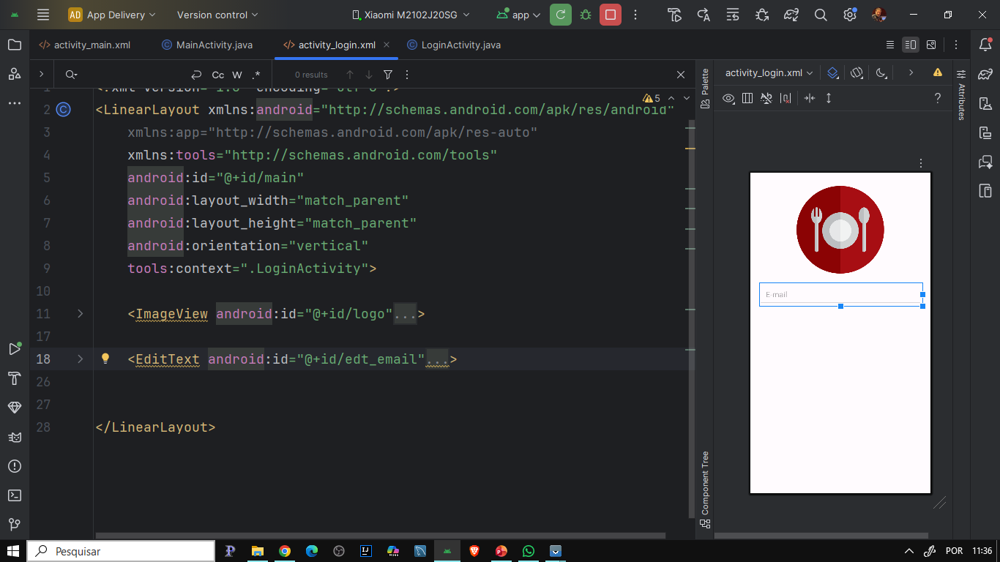 AD App Delivery Version control Xiaomi M2102J20SG app
activity_main.xml MainActivity.java activity_login.xml LoginActivity.java
Cc W .* 0 results
5
2 <LinearLayout xmlns:android="http://schemas.android.com/apk/res/android"
3 xmlns:app="http://schemas.android.com/apk/res-auto"
4 xmlns:tools="http://schemas.android.com/tools"
5 android:id="@+id/main"
6 android:layout_width="match_parent"
7 android:layout_height="match_parent"
8 android:orientation="vertical"
9 tools:context=".LoginActivity">
10
11 <ImageView android:id="@+id/logo"...>
17
18 <EditText android:id="@+id/edt_email"...>
26
27
28 </LinearLayout>
Palette
Component Tree
activity_login.xml
?
E-mail
Attributes
Pesquisar
POR 11:36